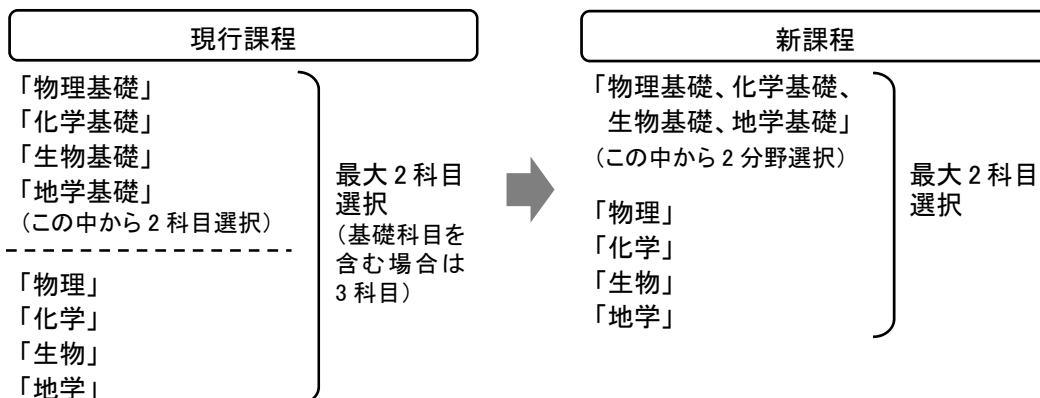 現行課程
「物理基礎」
「化学基礎」
「生物基礎」
「地学基礎」
（この中から2科目選択）
「物理」
「化学」
「生物」
「地学」
最大2科目
選択
（基礎科目を
含む場合は
3科目）
新課程
「物理基礎、化学基礎、
生物基礎、地学基礎」
（この中から2分野選択）
「物理」
「化学」
「生物」
「地学」
最大2科目
選択